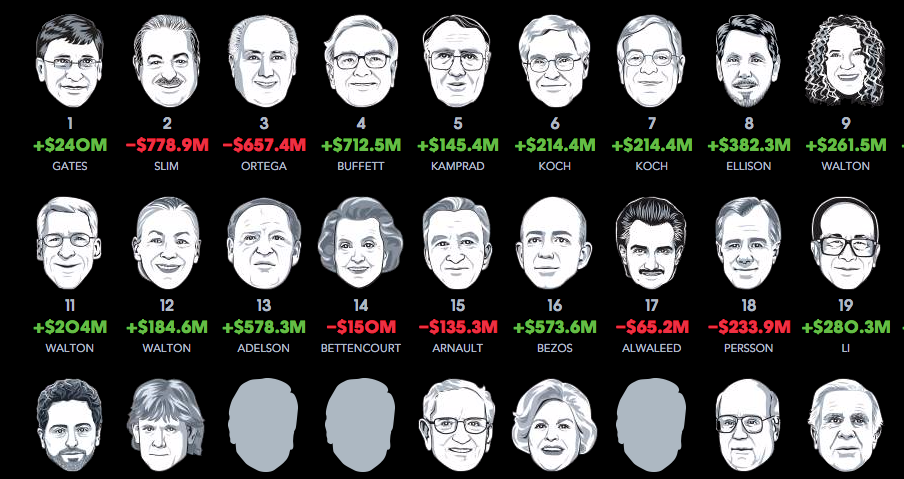 1 2 3 4 5 6 7 8 9
+$240M −$778.9M −$657.4M +$712.5M +$145.4M +$214.4M +$214.4M +$382.3M +$261.5M
GATES SLIM ORTEGA BUFFETT KAMPRAD KOCH KOCH ELLISON WALTON
11 12 13 14 15 16 17 18 19
+$204M +$184.6M +$578.3M −$150M −$135.3M +$573.6M −$65.2M −$233.9M +$280.3M
WALTON WALTON ADELSON BETTENCOURT ARNAULT BEZOS ALWALEED PERSSON LI